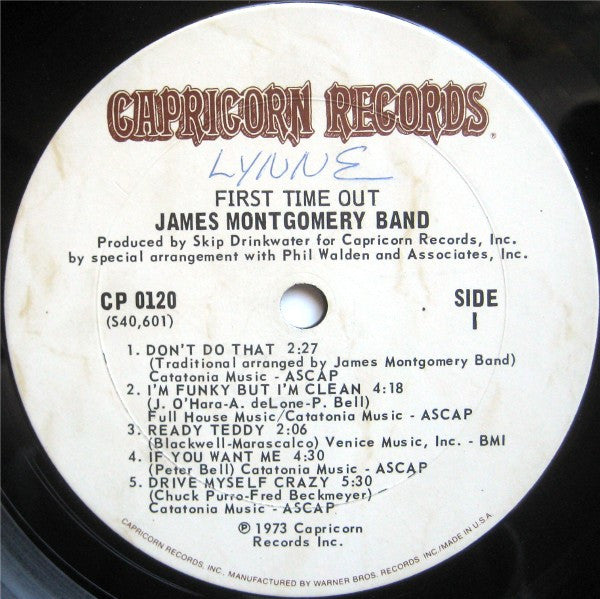 CAPRICORN RECORDS
LYNNE
FIRST TIME OUT
JAMES MONTGOMERY BAND
Produced by Skip Drinkwater for Capricorn Records, Inc.
by special arrangement with Phil Walden and Associates, Inc.
CP 0120
(S40,601)
SIDE
I
1. DON'T DO THAT 2:27
(Traditional arranged by James Montgomery Band)
Catatonia Music - ASCAP
2. I'M FUNKY BUT I'M CLEAN 4:18
(J. O'Hara-A. deLone-P. Bell)
Full House Music/Catatonia Music - ASCAP
3. READY TEDDY 2:06
(Blackwell-Marascalco) Venice Music, Inc. - BMI
4. IF YOU WANT ME 4:30
(Peter Bell) Catatonia Music - ASCAP
5. DRIVE MYSELF CRAZY 5:30
(Chuck Purro-Fred Beckmeyer)
Catatonia Music - ASCAP
℗ 1973 Capricorn
Records Inc.
CAPRICORN RECORDS, INC. MANUFACTURED BY WARNER BROS. RECORDS INC./MADE IN U.S.A.